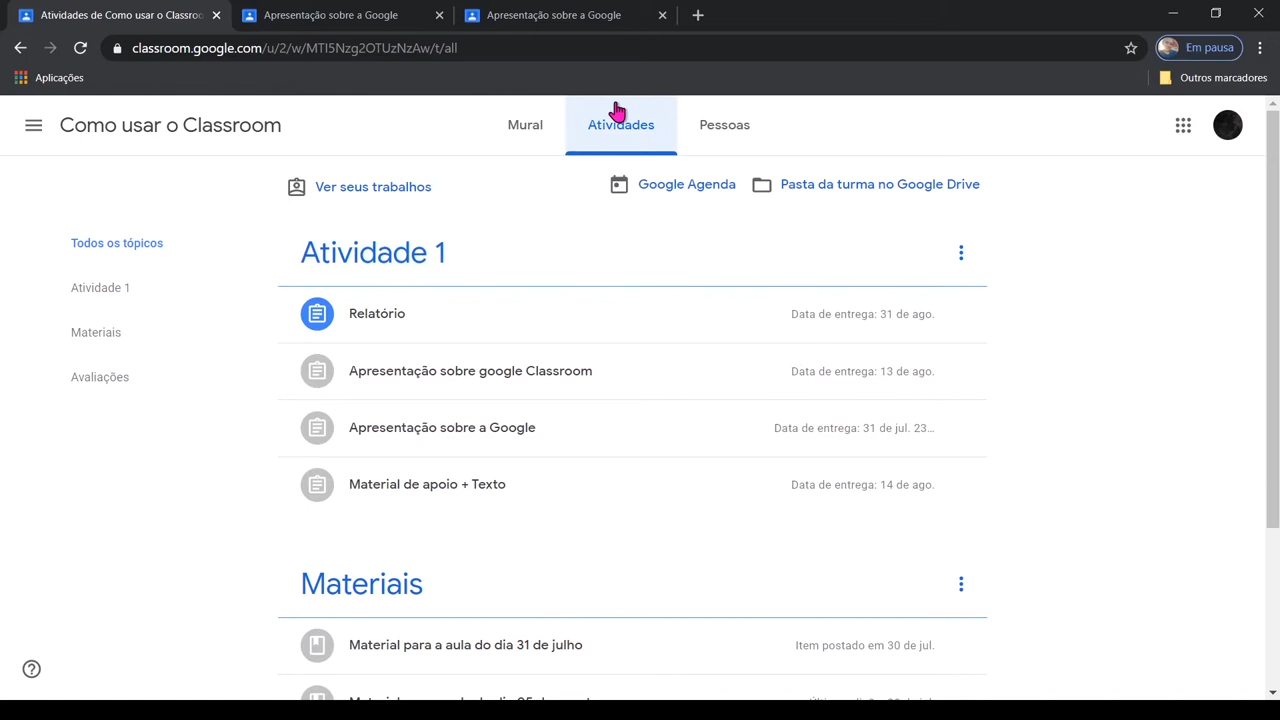 Atividades de Como usar o Classroo
Apresentação sobre a Google
Apresentação sobre a Google
classroom.google.com/u/2/w/MTI5Nzg2OTUzNzAw/t/all
Em pausa
Aplicações
Outros marcadores
Como usar o Classroom
Mural
Atividades
Pessoas
Ver seus trabalhos
Google Agenda
Pasta da turma no Google Drive
Todos os tópicos
Atividade 1
Materiais
Avaliações
Atividade 1
Relatório
Data de entrega: 31 de ago.
Apresentação sobre google Classroom
Data de entrega: 13 de ago.
Apresentação sobre a Google
Data de entrega: 31 de jul. 23…
Material de apoio + Texto
Data de entrega: 14 de ago.
Materiais
Material para a aula do dia 31 de julho
Item postado em 30 de jul.